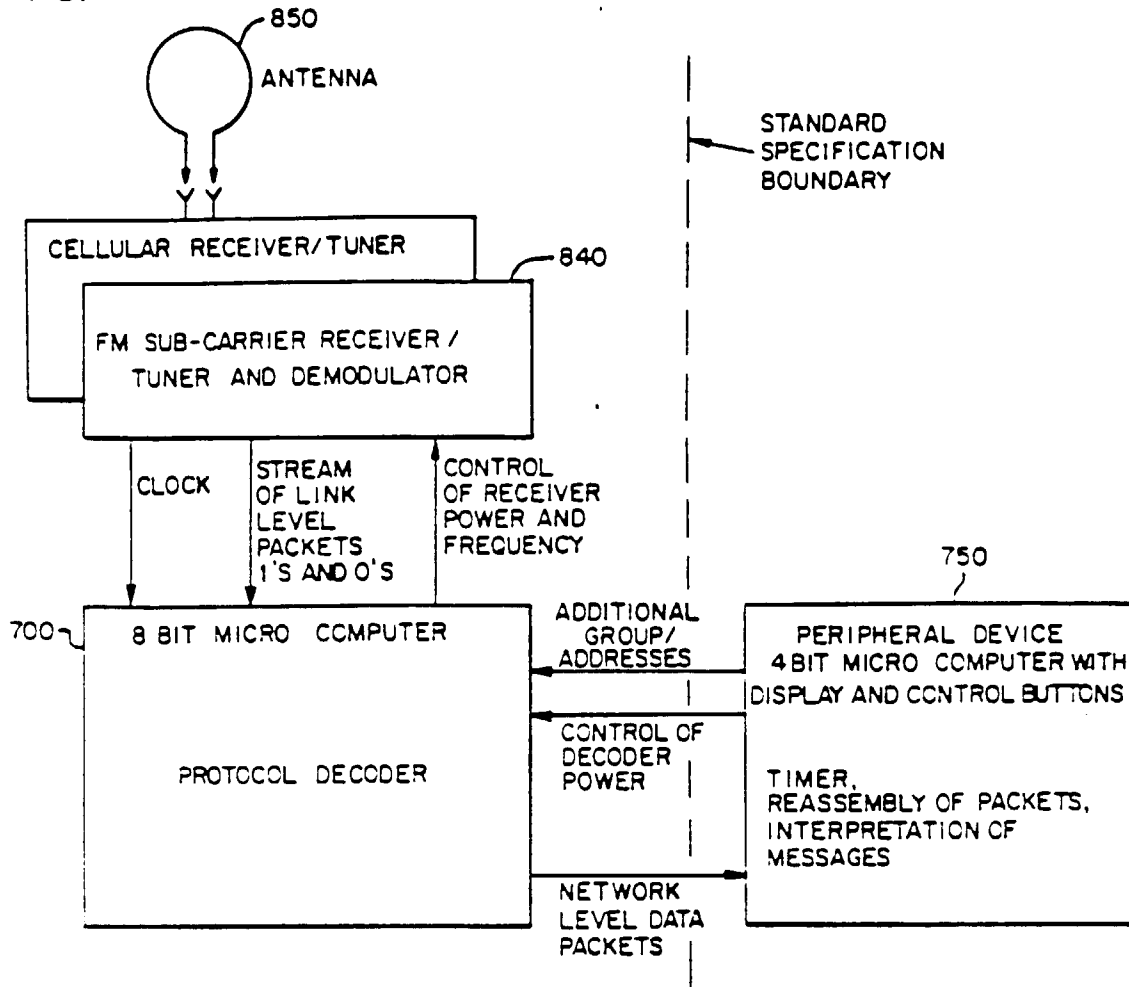 850
ANTENNA
STANDARD
SPECIFICATION
BOUNDARY
CELLULAR RECEIVER/TUNER
840
FM SUB-CARRIER RECEIVER /
TUNER AND DEMODULATOR
CLOCK
STREAM
OF LINK
LEVEL
PACKETS
1'S AND 0'S
CONTROL
OF RECEIVER
POWER AND
FREQUENCY
700
8 BIT MICRO COMPUTER
PROTOCOL DECODER
ADDITIONAL
GROUP/
ADDRESSES
CONTROL OF
DECODER
POWER
NETWORK
LEVEL DATA
PACKETS
750
PERIPHERAL DEVICE
4 BIT MICRO COMPUTER WITH
DISPLAY AND CONTROL BUTTONS
TIMER,
REASSEMBLY OF PACKETS,
INTERPRETATION OF
MESSAGES